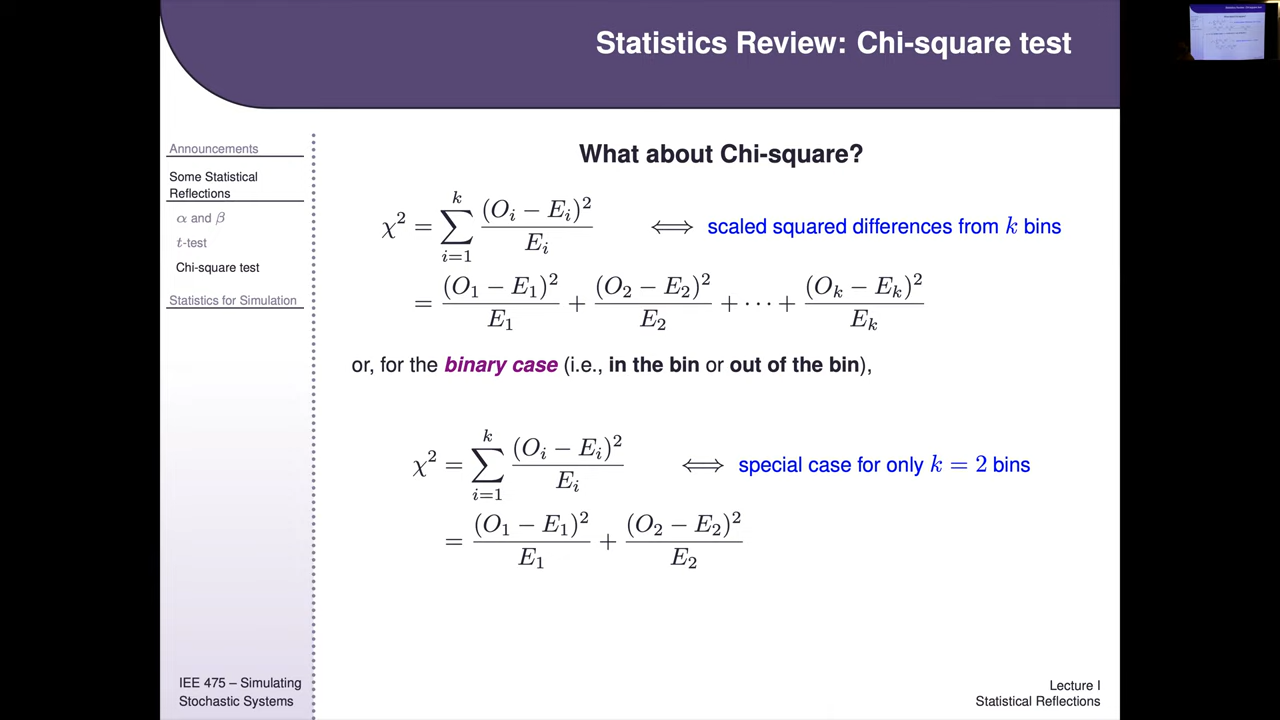 Statistics Review: Chi-square test
Announcements
Some Statistical
Reflections
α and β
t-test
Chi-square test
Statistics for Simulation
What about Chi-square?
χ² = ∑_{i=1}^{k} (O_i − E_i)² / E_i ⟺ scaled squared differences from k bins
= (O_1 − E_1)² / E_1 + (O_2 − E_2)² / E_2 + ⋯ + (O_k − E_k)² / E_k
or, for the binary case (i.e., in the bin or out of the bin),
χ² = ∑_{i=1}^{k} (O_i − E_i)² / E_i ⟺ special case for only k = 2 bins
= (O_1 − E_1)² / E_1 + (O_2 − E_2)² / E_2
IEE 475 – Simulating
Stochastic Systems
Lecture I
Statistical Reflections